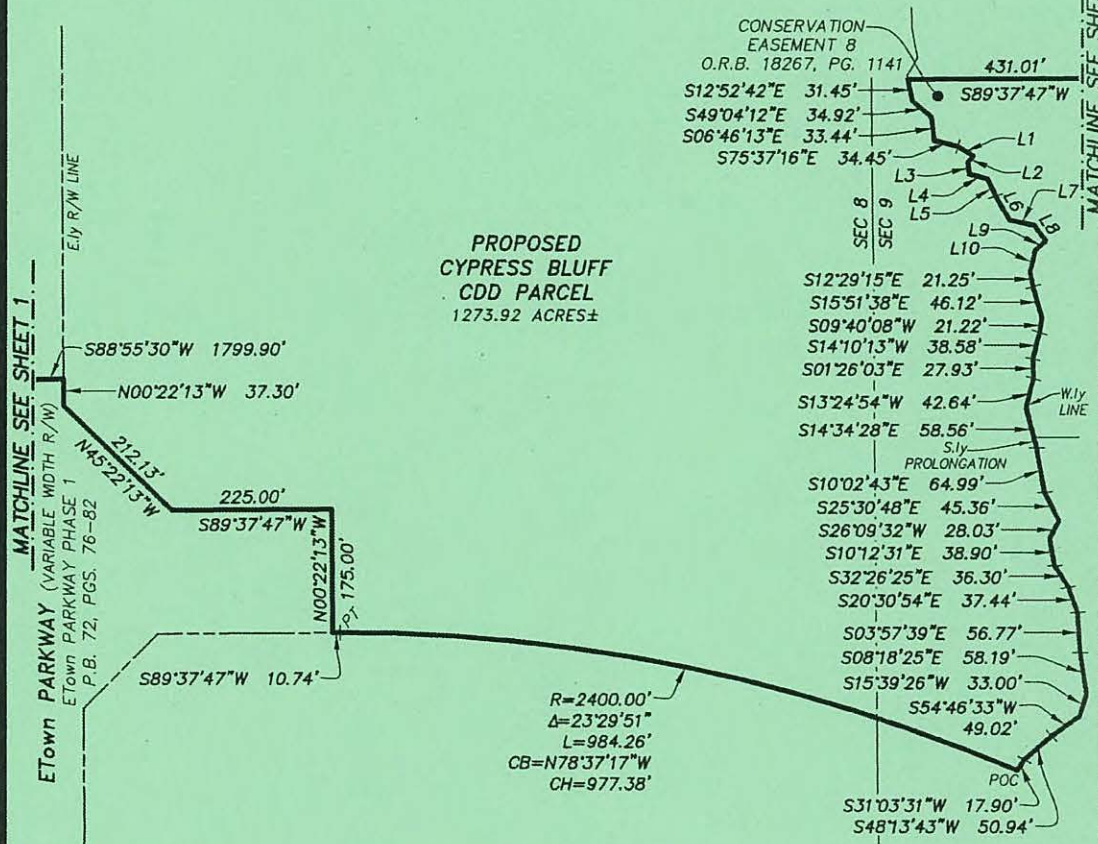 CONSERVATION
EASEMENT 8
O.R.B. 18267, PG. 1141
431.01'
S89°37'47"W
MATCHLINE SEE SHE
S12°52'42"E 31.45'
S49°04'12"E 34.92'
S06°46'13"E 33.44'
S75°37'16"E 34.45'
L1
L2
L3
L4
L5
L6
L7
L8
L9
L10
SEC 8
SEC 9
E.ly R/W LINE
PROPOSED
CYPRESS BLUFF
CDD PARCEL
1273.92 ACRES±
S12°29'15"E 21.25'
S15°51'38"E 46.12'
S09°40'08"W 21.22'
S14°10'13"W 38.58'
S01°26'03"E 27.93'
S13°24'54"W 42.64'
W.ly
LINE
S14°34'28"E 58.56'
S.ly
PROLONGATION
S10°02'43"E 64.99'
S25°30'48"E 45.36'
S26°09'32"W 28.03'
S10°12'31"E 38.90'
S32°26'25"E 36.30'
S20°30'54"E 37.44'
S03°57'39"E 56.77'
S08°18'25"E 58.19'
S15°39'26"W 33.00'
S54°46'33"W
49.02'
POC
S31°03'31"W 17.90'
S48°13'43"W 50.94'
MATCHLINE SEE SHEET 1
S88°55'30"W 1799.90'
N00°22'13"W 37.30'
212.13'
N45°22'13"W
225.00'
S89°37'47"W
N00°22'13"W
175.00'
P.T.
S89°37'47"W 10.74'
ETown PARKWAY (VARIABLE WIDTH R/W)
ETown PARKWAY PHASE 1
P.B. 72, PGS. 76-82
R=2400.00'
Δ=23°29'51"
L=984.26'
CB=N78°37'17"W
CH=977.38'